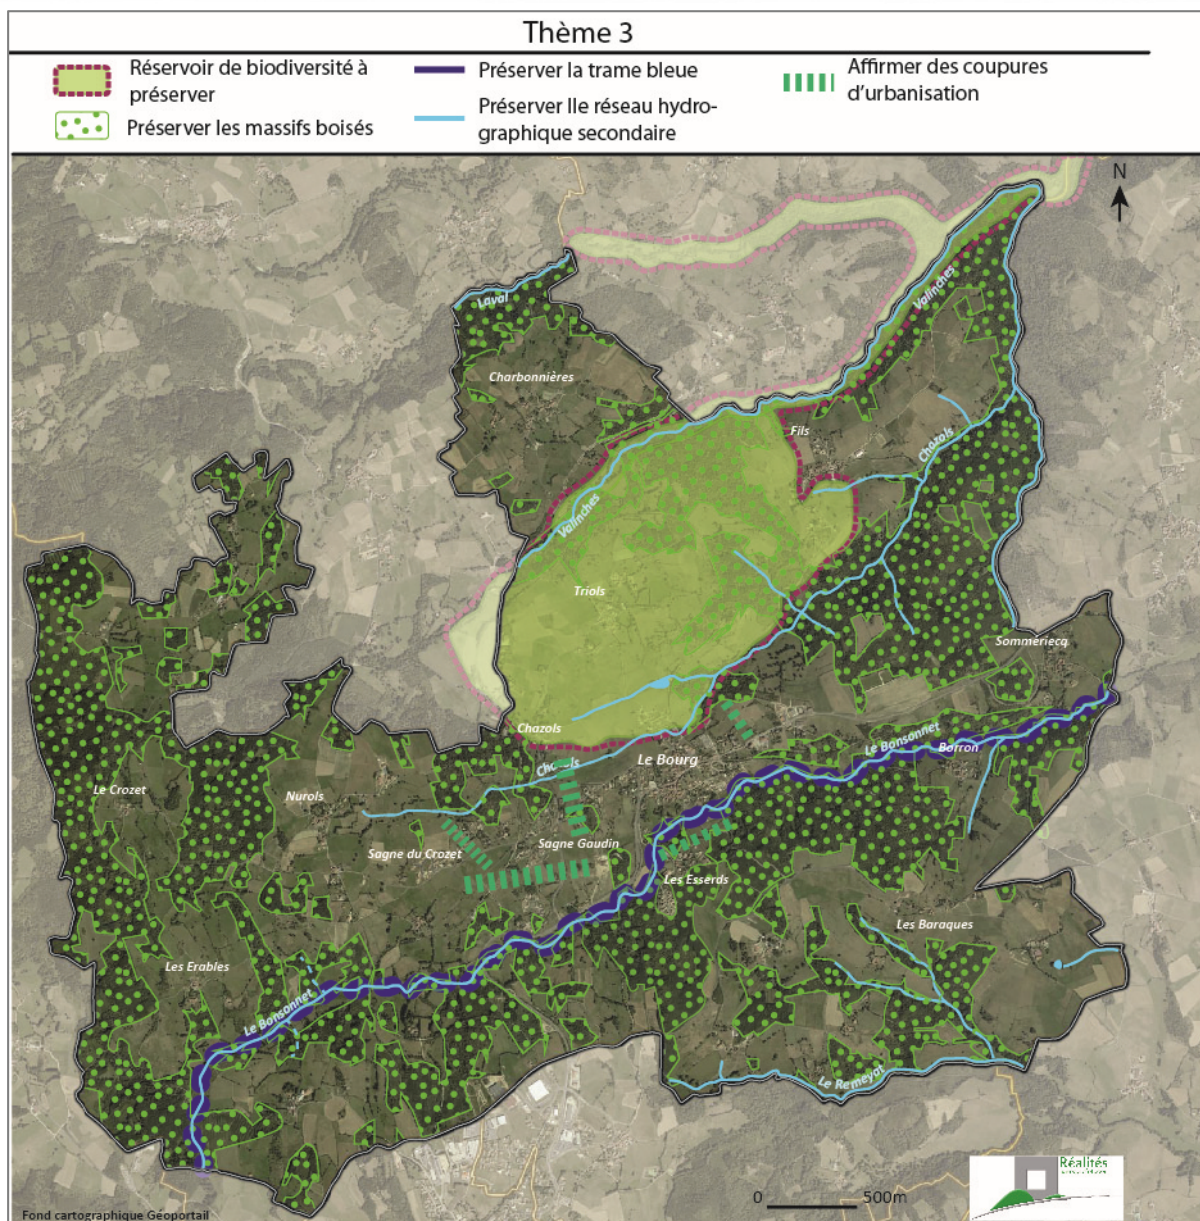 Thème 3
Réservoir de biodiversité à
préserver
Préserver les massifs boisés
Préserver la trame bleue
Préserver lle réseau hydro-
graphique secondaire
Affirmer des coupures
d'urbanisation
N
Laval
Valinches
Charbonnières
Fils
Chazols
Valinches
Triols
Sommériecq
Chazols
Le Bonsonnet
Borron
Le Bourg
Le Crozet
Nurols
Sagne du Crozet
Sagne Gaudin
Les Esserds
Les Baraques
Les Erables
Le Bonsonnet
Le Remeyat
0 500m
Réalités
Fond cartographique Géoportail